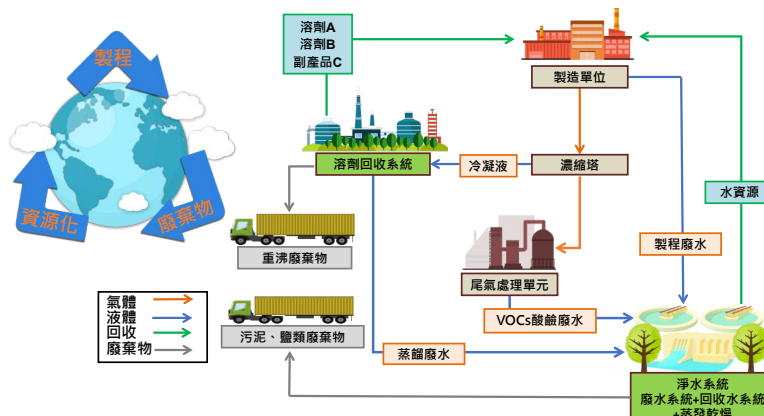 溶劑A
溶劑B
副產品C
製程
製造單位
溶劑回收系統
冷凝液
濃縮塔
水資源
資源化
廢棄物
重沸廢棄物
製程廢水
尾氣處理單元
氣體
液體
回收
廢棄物
VOCs酸鹼廢水
污泥、鹽類廢棄物
蒸餾廢水
淨水系統
廢水系統+回收水系統
+蒸發乾燥